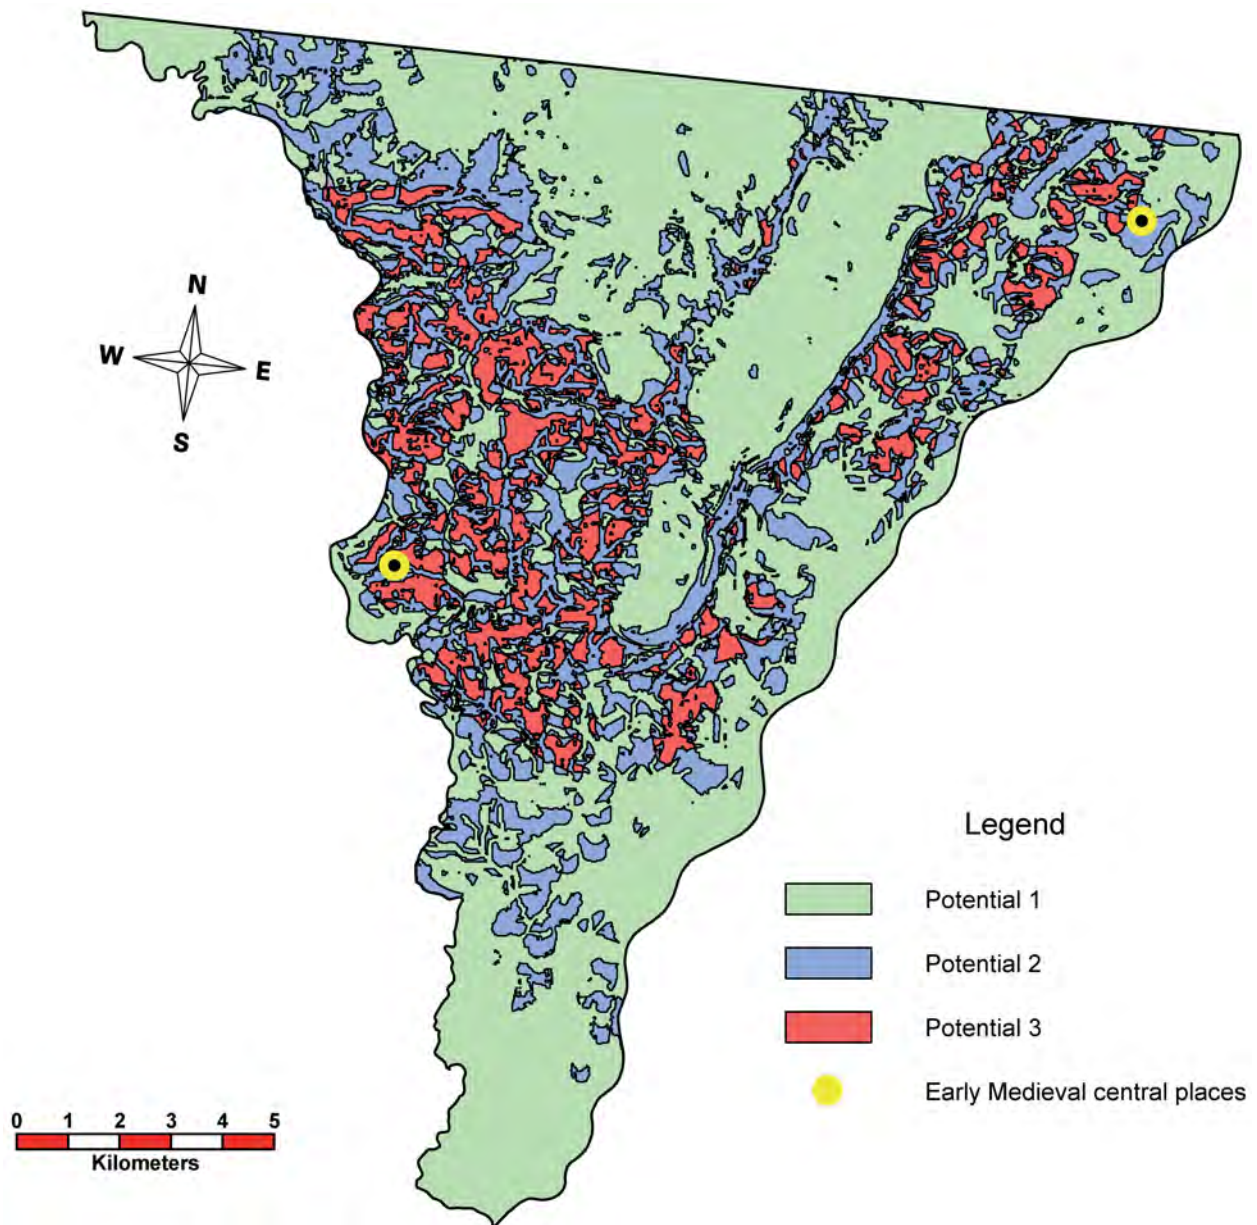 N
W E
S
Legend
Potential 1
Potential 2
Potential 3
Early Medieval central places
0 1 2 3 4 5
Kilometers